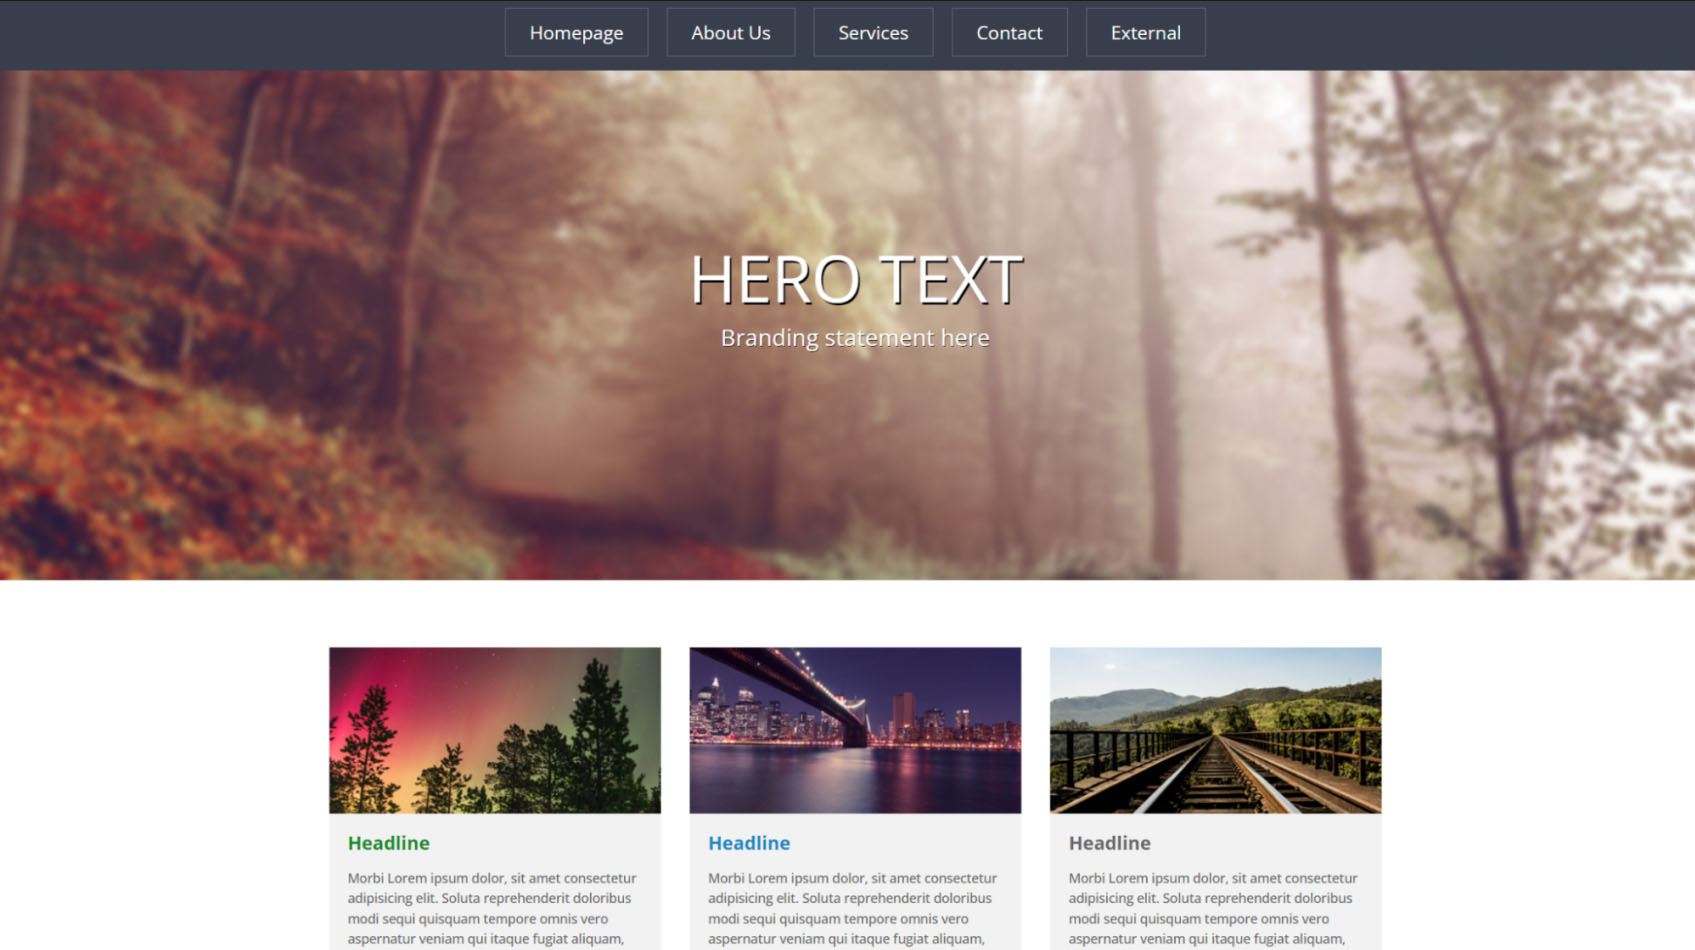 Homepage About Us Services Contact External
HERO TEXT
Branding statement here
Headline
Morbi Lorem ipsum dolor, sit amet consectetur
adipisicing elit. Soluta reprehenderit doloribus
modi sequi quisquam tempore omnis vero
aspernatur veniam qui itaque fugiat aliquam,
Headline
Morbi Lorem ipsum dolor, sit amet consectetur
adipisicing elit. Soluta reprehenderit doloribus
modi sequi quisquam tempore omnis vero
aspernatur veniam qui itaque fugiat aliquam,
Headline
Morbi Lorem ipsum dolor, sit amet consectetur
adipisicing elit. Soluta reprehenderit doloribus
modi sequi quisquam tempore omnis vero
aspernatur veniam qui itaque fugiat aliquam,